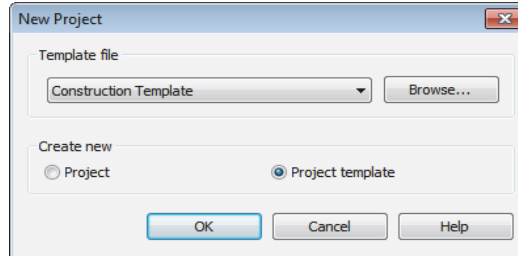 New Project
Template file
Construction Template
Browse...
Create new
Project
Project template
OK
Cancel
Help